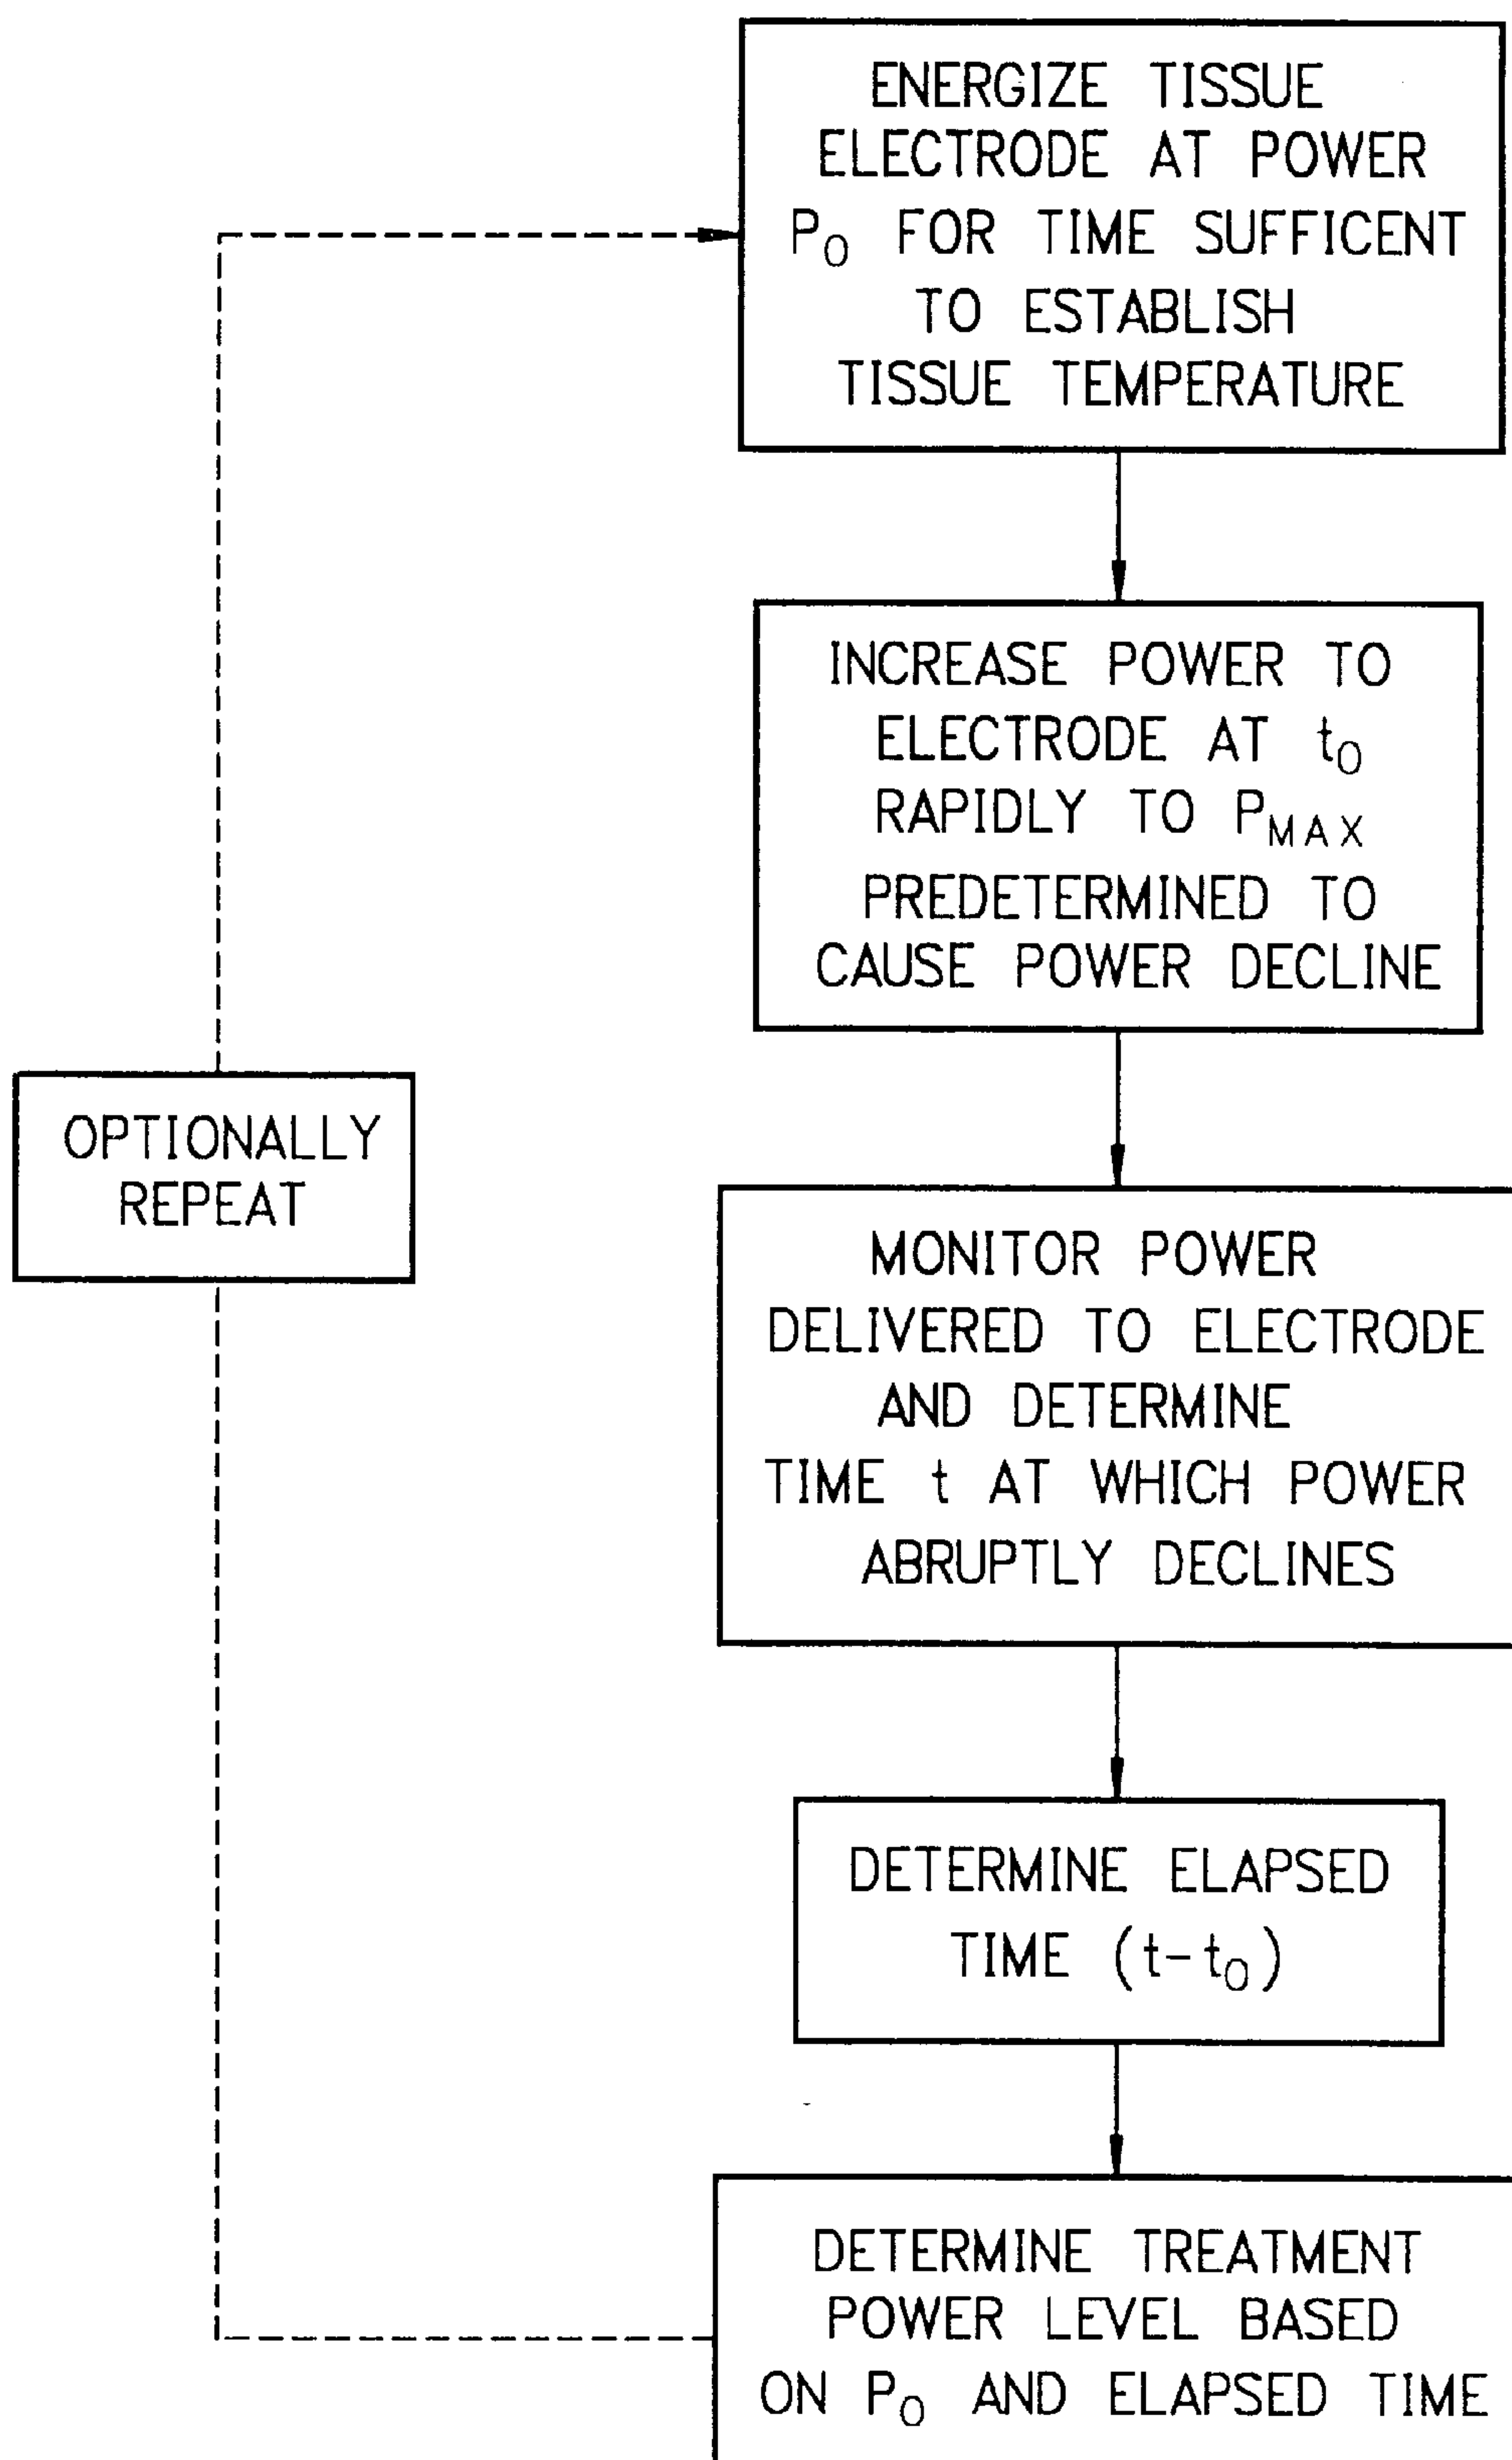 ENERGIZE TISSUE
ELECTRODE AT POWER
P₀ FOR TIME SUFFICENT
TO ESTABLISH
TISSUE TEMPERATURE
INCREASE POWER TO
ELECTRODE AT t₀
RAPIDLY TO P_MAX
PREDETERMINED TO
CAUSE POWER DECLINE
OPTIONALLY
REPEAT
MONITOR POWER
DELIVERED TO ELECTRODE
AND DETERMINE
TIME t AT WHICH POWER
ABRUPTLY DECLINES
DETERMINE ELAPSED
TIME (t-t₀)
DETERMINE TREATMENT
POWER LEVEL BASED
ON P₀ AND ELAPSED TIME